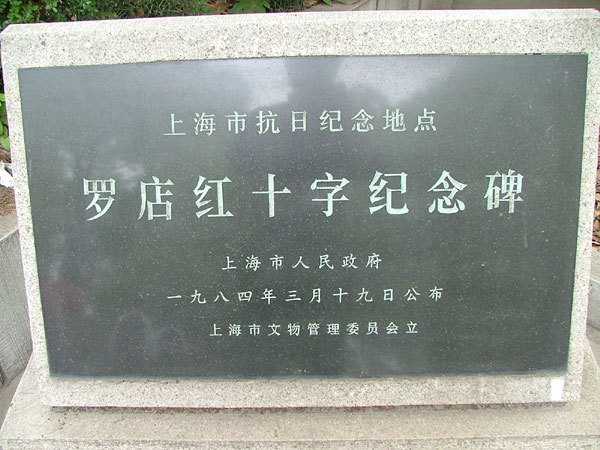 上海市抗日纪念地点
罗店红十字纪念碑
上海市人民政府
一九八四年三月十九日公布
上海市文物管理委员会立